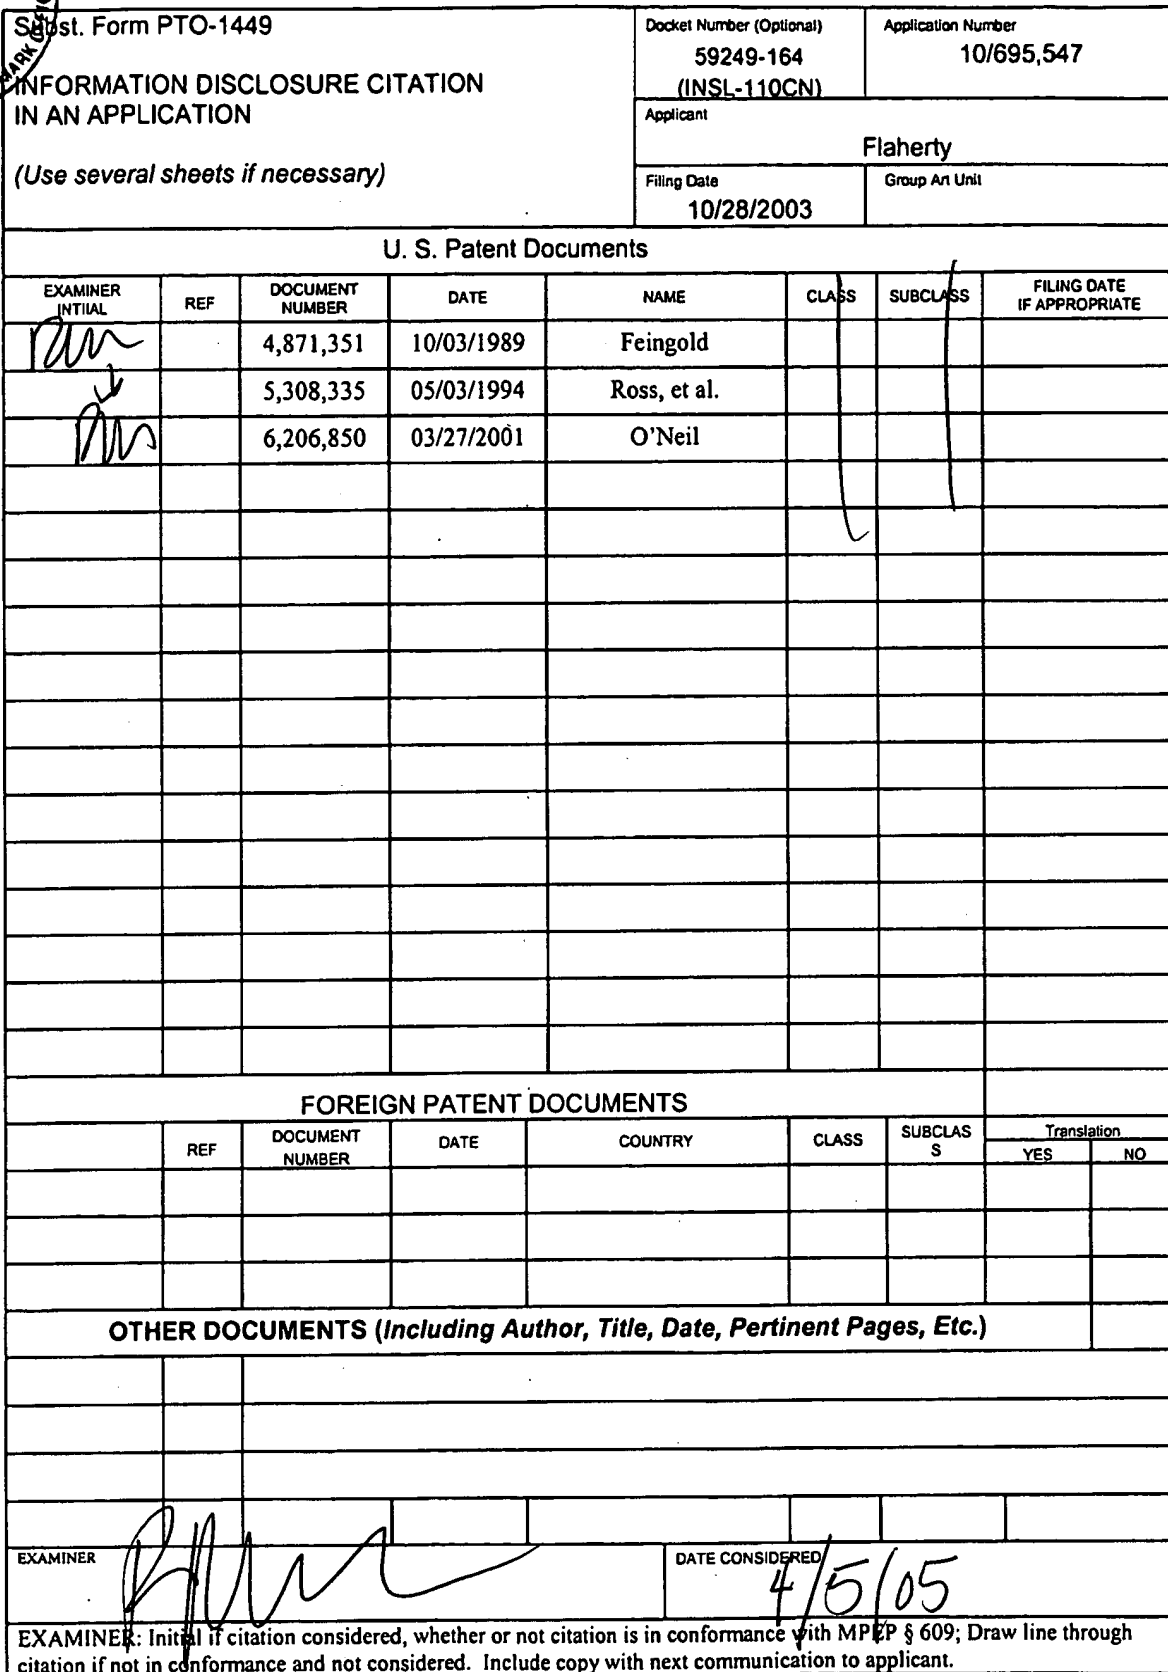 Subst. Form PTO-1449
INFORMATION DISCLOSURE CITATION
IN AN APPLICATION
(Use several sheets if necessary)
Docket Number (Optional)
59249-164
(INSL-110CN)
Application Number
10/695,547
Applicant
Flaherty
Filing Date
10/28/2003
Group Art Unit
U. S. Patent Documents
EXAMINER INTIIAL REF DOCUMENT NUMBER DATE NAME CLASS SUBCLASS FILING DATE IF APPROPRIATE
4,871,351 10/03/1989 Feingold
5,308,335 05/03/1994 Ross, et al.
6,206,850 03/27/2001 O'Neil
FOREIGN PATENT DOCUMENTS
REF DOCUMENT NUMBER DATE COUNTRY CLASS SUBCLAS S Translation
YES NO
OTHER DOCUMENTS (Including Author, Title, Date, Pertinent Pages, Etc.)
EXAMINER
DATE CONSIDERED
4/5/05
EXAMINER: Initial if citation considered, whether or not citation is in conformance with MPEP § 609; Draw line through
citation if not in conformance and not considered. Include copy with next communication to applicant.